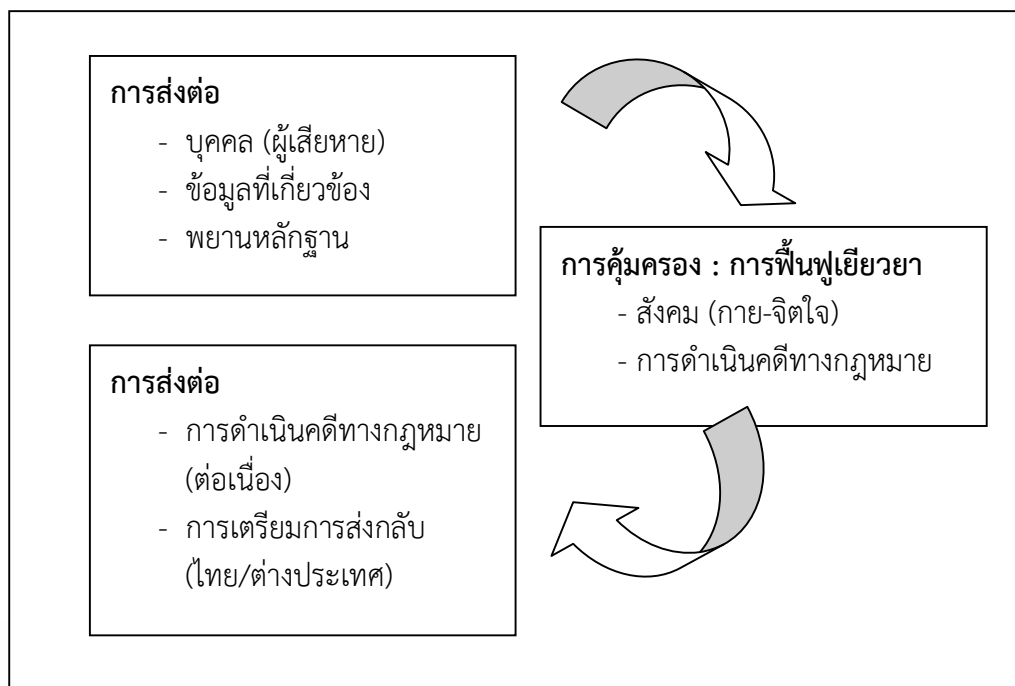 การส่งต่อ
- บุคคล (ผู้เสียหาย)
- ข้อมูลที่เกี่ยวข้อง
- พยานหลักฐาน
การคุ้มครอง : การฟื้นฟูเยียวยา
- สังคม (กาย-จิตใจ)
- การดำเนินคดีทางกฎหมาย
การส่งต่อ
- การดำเนินคดีทางกฎหมาย
(ต่อเนื่อง)
- การเตรียมการส่งกลับ
(ไทย/ต่างประเทศ)